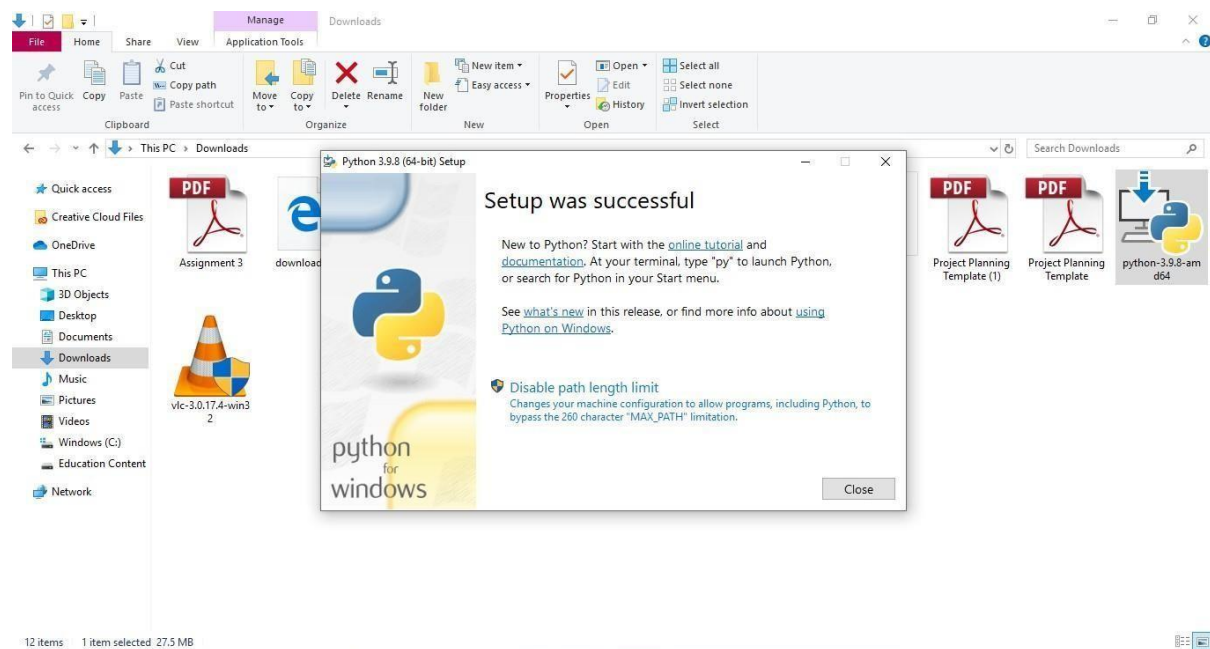 Manage
Downloads
File
Home
Share
View
Application Tools
Pin to Quick access
Copy
Paste
Cut
Copy path
Paste shortcut
Clipboard
Move to
Copy to
Delete
Rename
Organize
New folder
New item
Easy access
New
Properties
Open
Edit
History
Open
Select all
Select none
Invert selection
Select
This PC > Downloads
Search Downloads
Quick access
Creative Cloud Files
OneDrive
This PC
3D Objects
Desktop
Documents
Downloads
Music
Pictures
Videos
Windows (C:)
Education Content
Network
PDF
Assignment 3
download
vlc-3.0.17.4-win3
2
Python 3.9.8 (64-bit) Setup
Setup was successful
New to Python? Start with the online tutorial and
documentation. At your terminal, type "py" to launch Python,
or search for Python in your Start menu.
See what's new in this release, or find more info about using
Python on Windows.
Disable path length limit
Changes your machine configuration to allow programs, including Python, to
bypass the 260 character "MAX_PATH" limitation.
python
for
windows
Close
PDF
Project Planning
Template (1)
PDF
Project Planning
Template
python-3.9.8-am
d64
12 items
1 item selected 27.5 MB